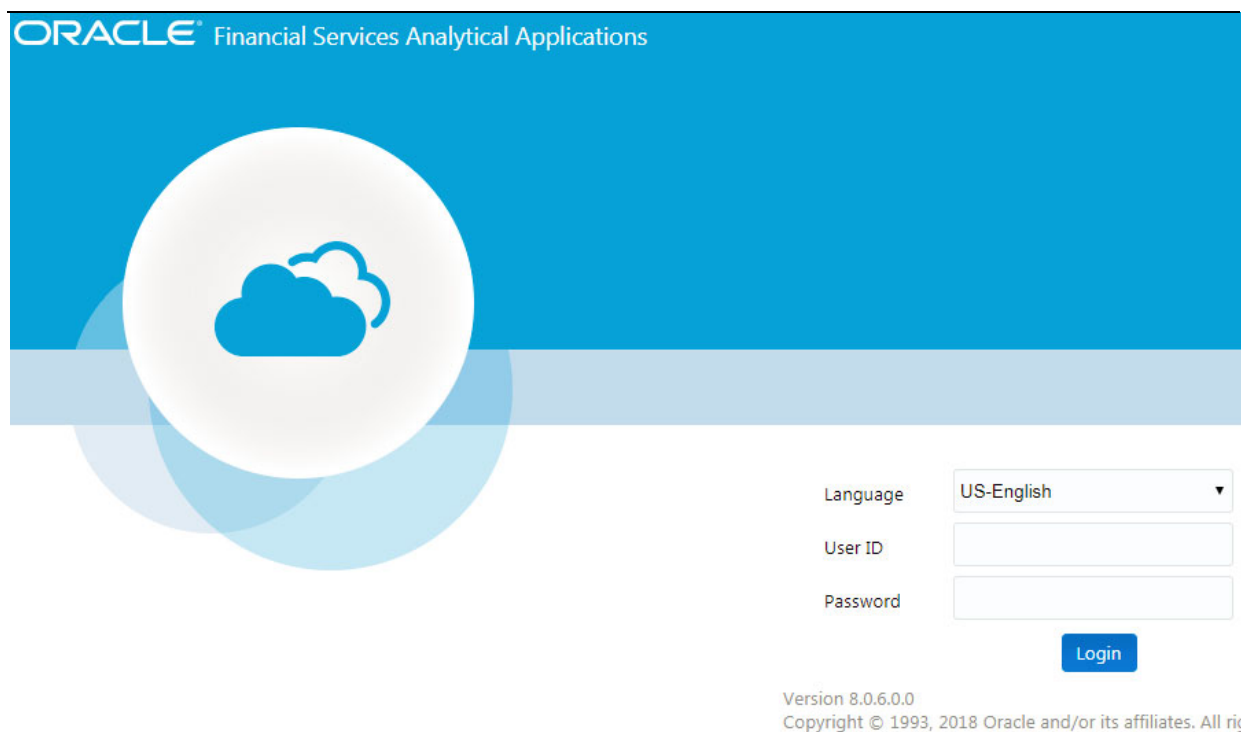 ORACLE® Financial Services Analytical Applications
Language US-English
User ID
Password
Login
Version 8.0.6.0.0
Copyright © 1993, 2018 Oracle and/or its affiliates. All